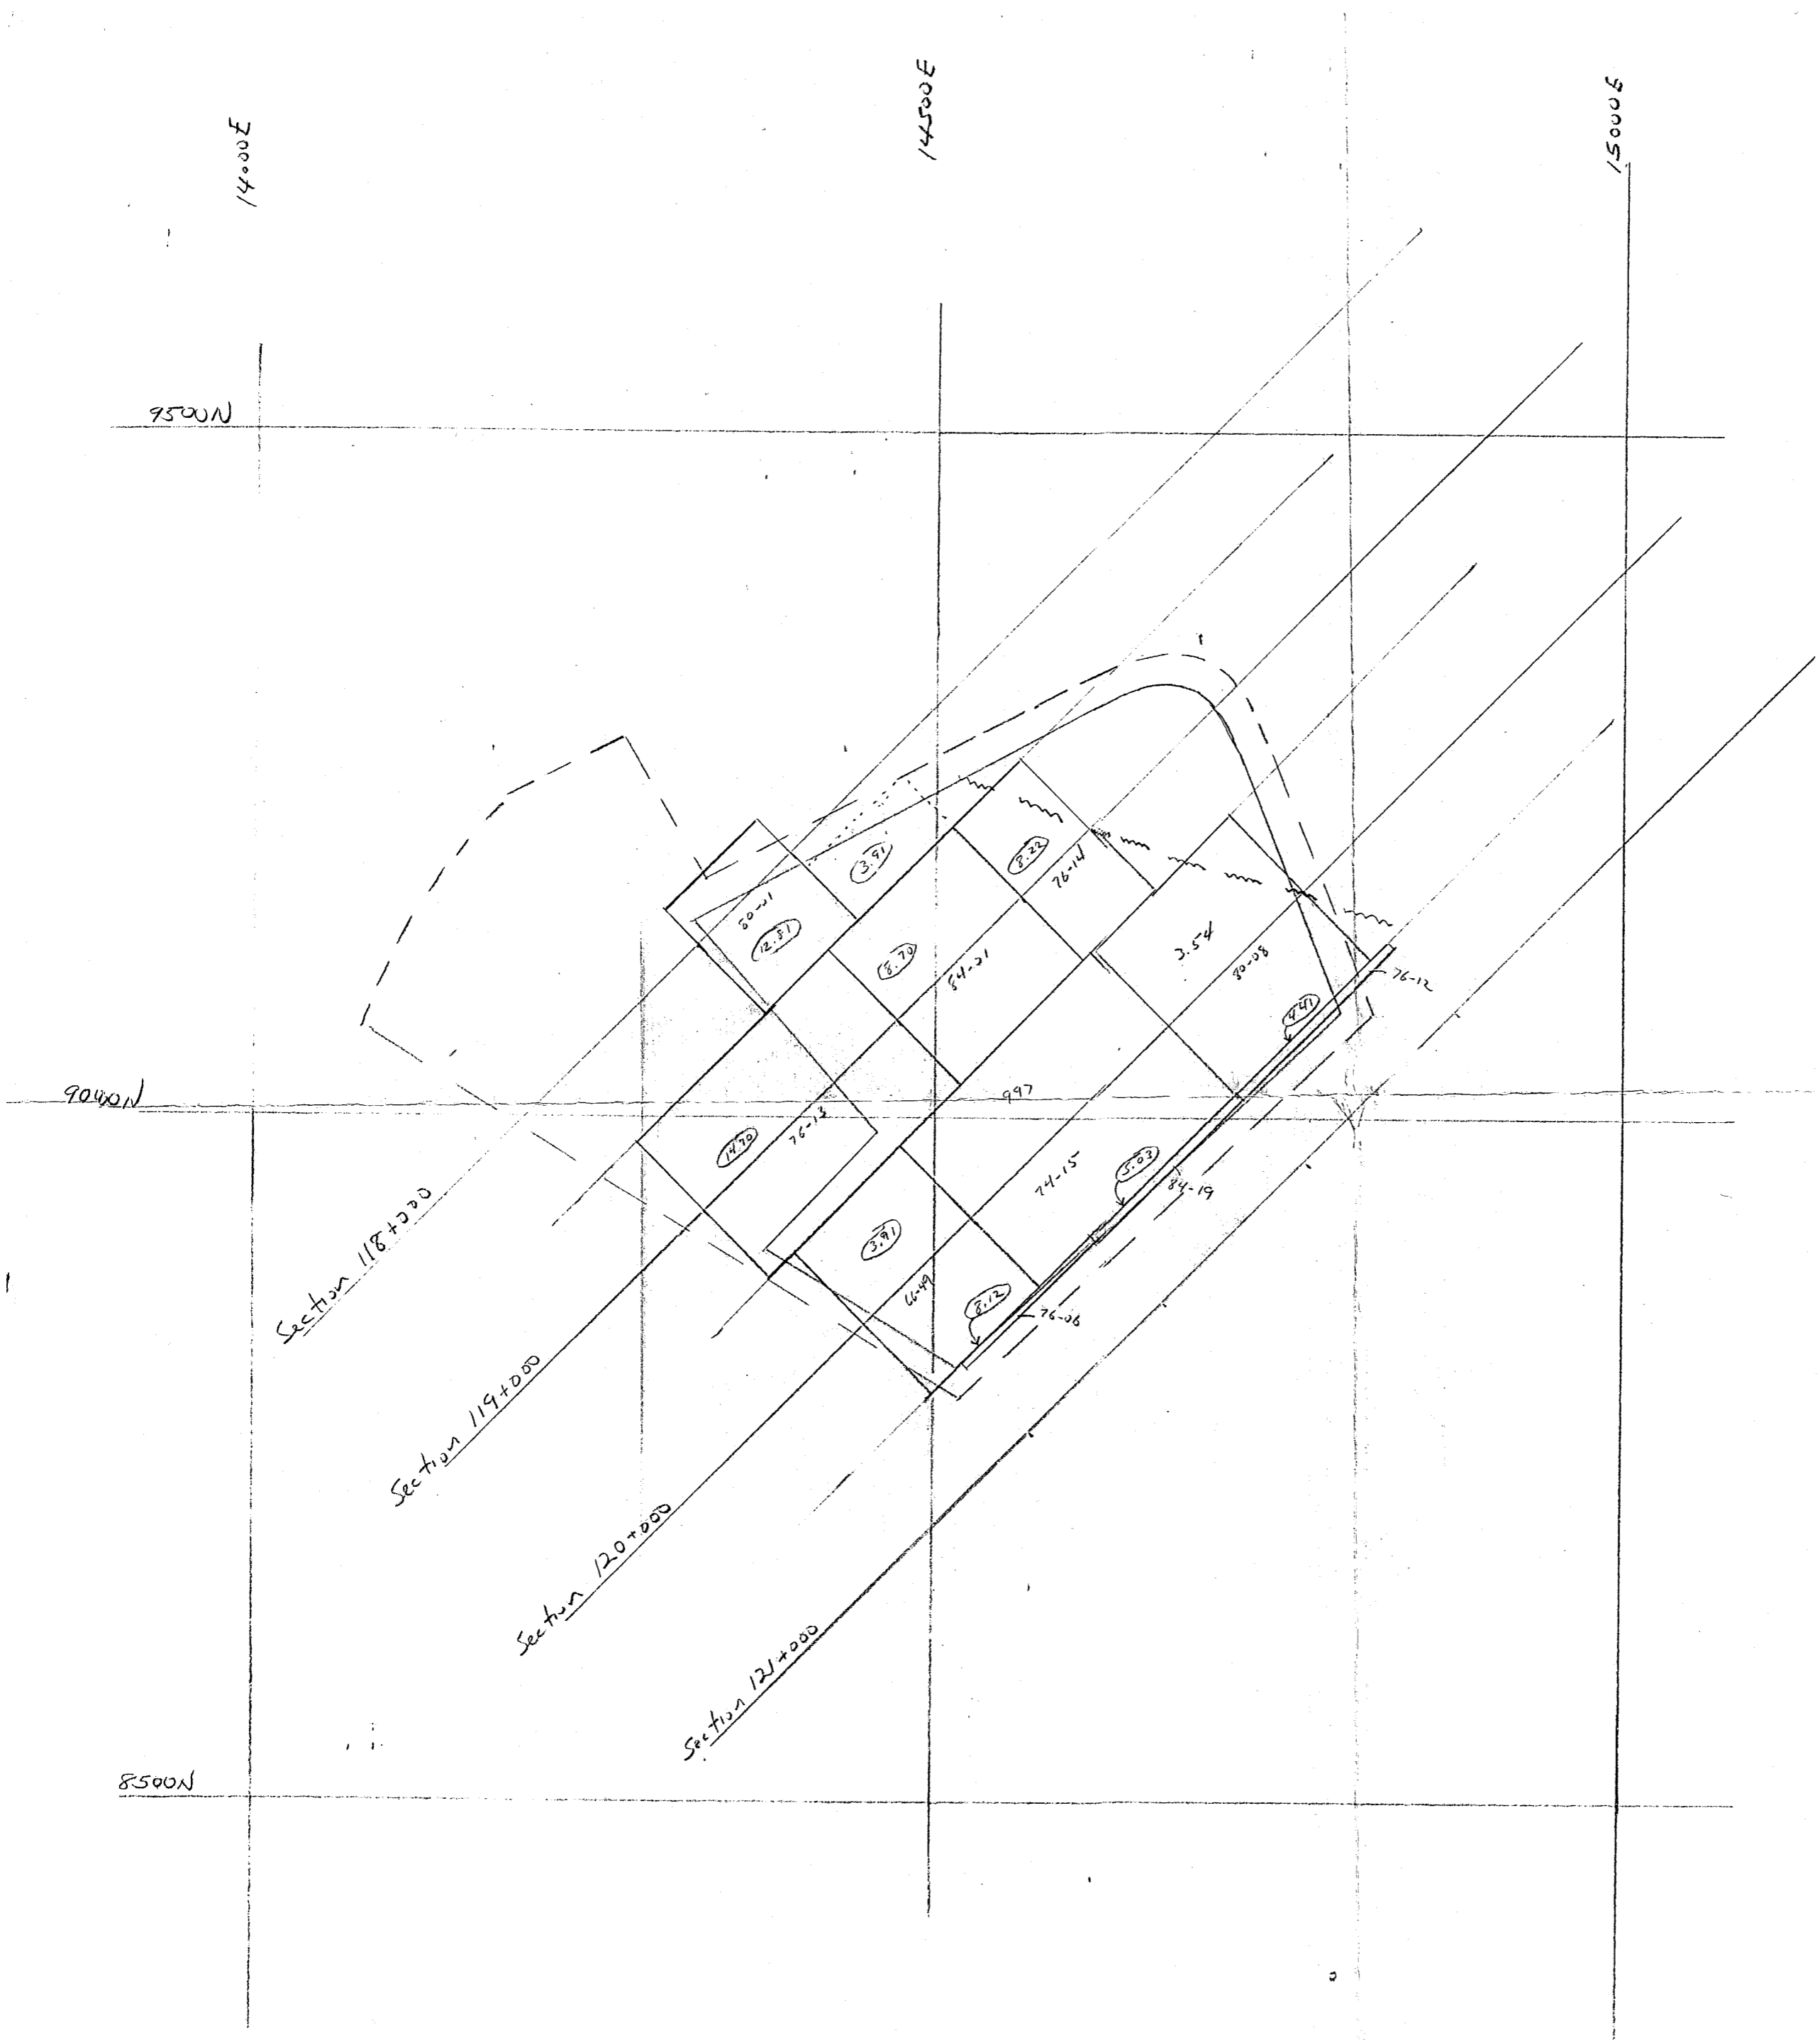 14000E
14500E
15000E
9500N
3.91
8.22
76-14
80-01
12.81
8.70
84-01
3.54
80-08
76-12
4.41
9000N
997
14.70
76-13
74-15
5.03
84-19
3.91
66-49
8.12
76-06
Section 118+000
Section 119+000
Section 120+000
Section 121+000
8500N